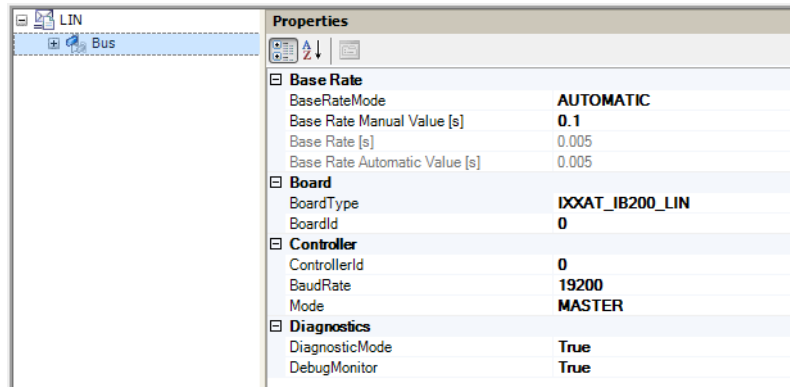 LIN
Bus
Properties
Base Rate
BaseRateMode AUTOMATIC
Base Rate Manual Value [s] 0.1
Base Rate [s] 0.005
Base Rate Automatic Value [s] 0.005
Board
BoardType IXXAT_IB200_LIN
BoardId 0
Controller
ControllerId 0
BaudRate 19200
Mode MASTER
Diagnostics
DiagnosticMode True
DebugMonitor True